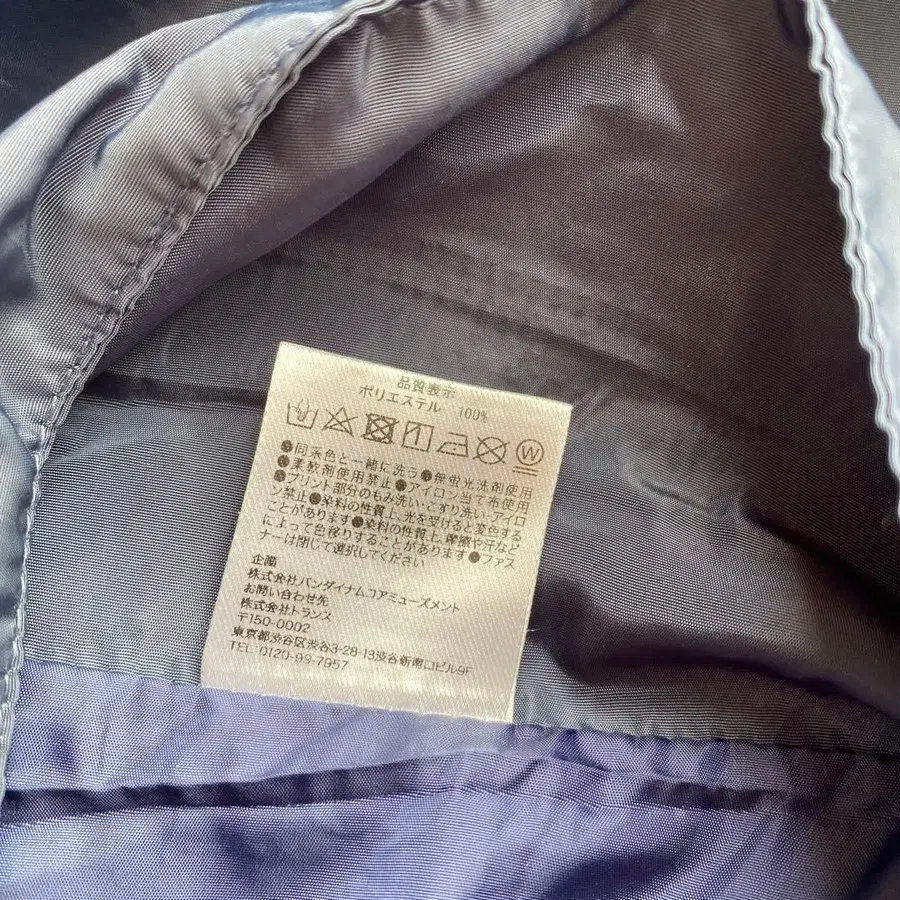 品質表示
ポリエステル 100%
W
●同系色と一緒に洗う●無蛍光洗剤使用
●柔軟剤使用禁止●アイロン当て布使用
●プリント部分のもみ洗い・こすり洗い、アイロ
ン禁止●染料の性質上、光を受けると変色する
ことがあります●染料の性質上、摩擦や汗など
によって色移りすることがあります●ファス
ナーは閉じて選択してください
企画
株式会社バンダイナムコアミューズメント
お問い合わせ先
株式会社トランス
〒150-0002
東京都渋谷区渋谷3-28-13渋谷新南口ビル9F
TEL:0120-99-7957